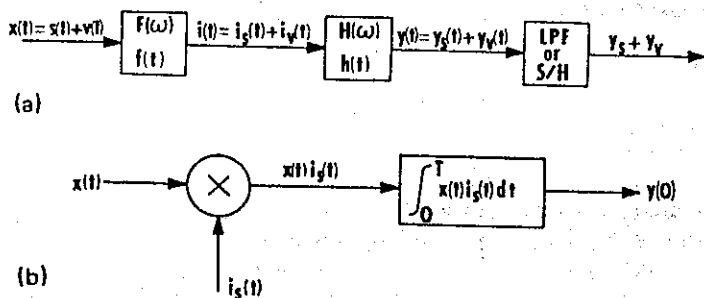 x(t)= s(t)+v(t) F(ω) i(t)= i_s(t)+i_v(t) H(ω) y(t)=y_s(t)+y_v(t) LPF y_s + y_v
f(t) h(t) or
S/H
(a)
x(t) × x(t)i_s(t) ∫_0^T x(t)i_s(t)dt y(0)
(b) i_s(t)